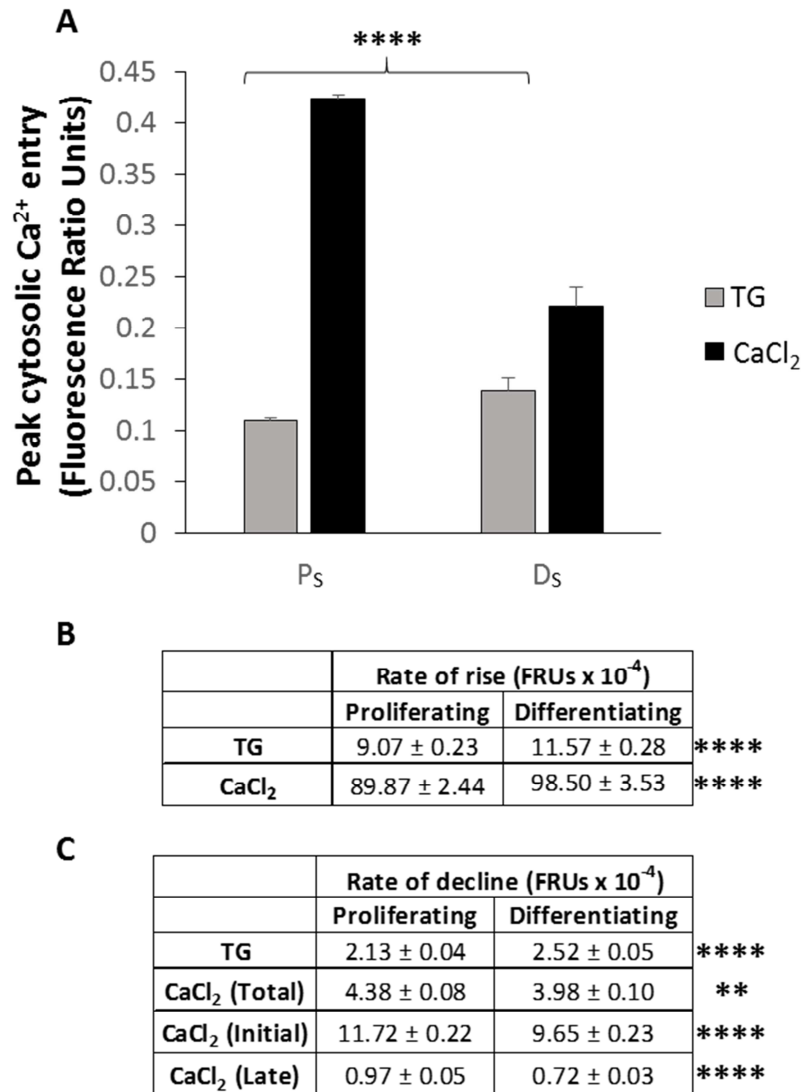 A
****
Peak cytosolic Ca²⁺ entry
(Fluorescence Ratio Units)
0.45
0.4
0.35
0.3
0.25
0.2
0.15
0.1
0.05
0
TG
CaCl₂
Pₛ
Dₛ
B
Rate of rise (FRUs x 10⁻⁴)
Proliferating Differentiating
TG 9.07 ± 0.23 11.57 ± 0.28 ****
CaCl₂ 89.87 ± 2.44 98.50 ± 3.53 ****
C
Rate of decline (FRUs x 10⁻⁴)
Proliferating Differentiating
TG 2.13 ± 0.04 2.52 ± 0.05 ****
CaCl₂ (Total) 4.38 ± 0.08 3.98 ± 0.10 **
CaCl₂ (Initial) 11.72 ± 0.22 9.65 ± 0.23 ****
CaCl₂ (Late) 0.97 ± 0.05 0.72 ± 0.03 ****